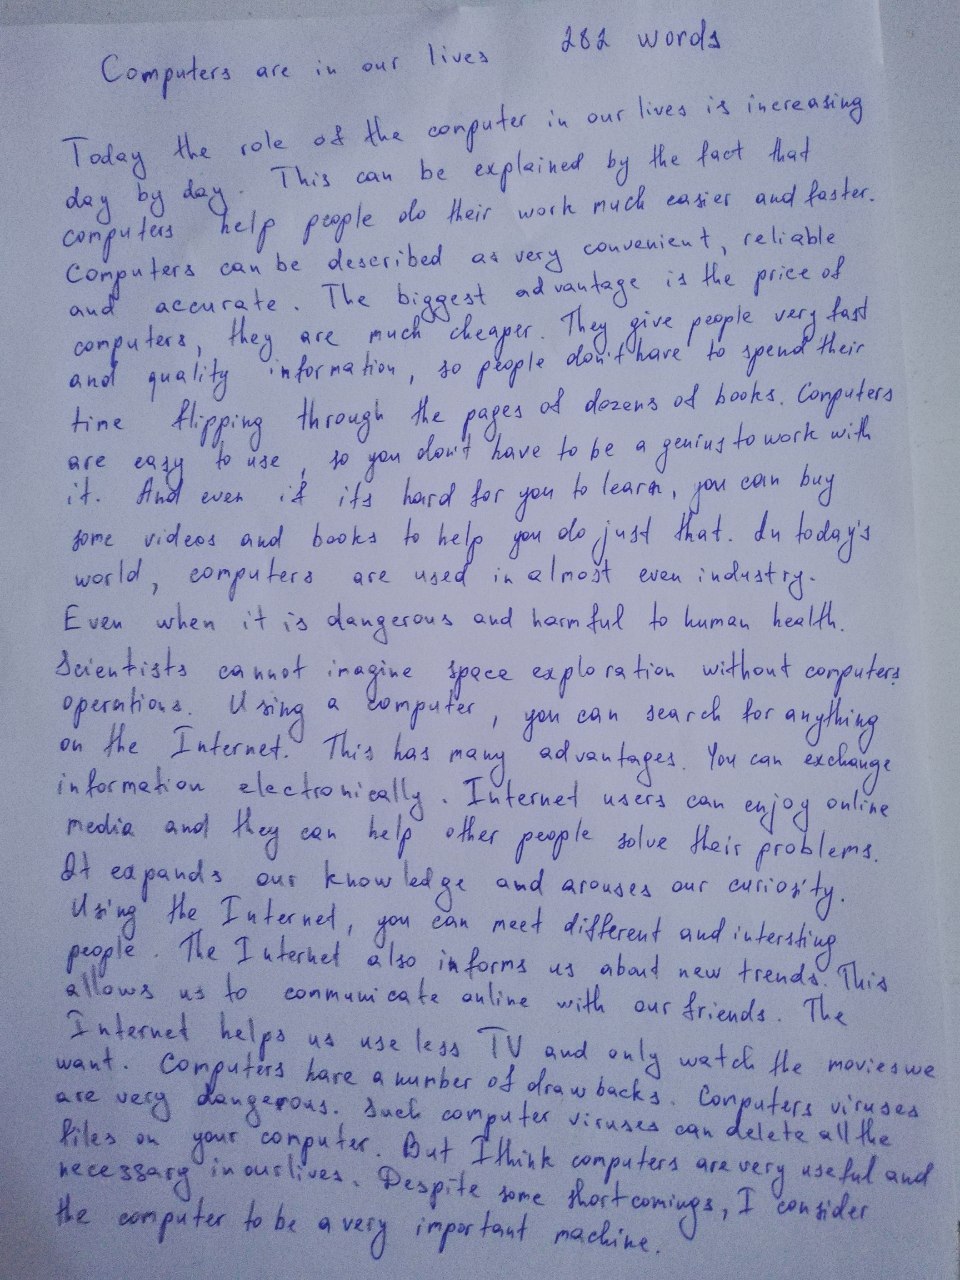 Computers are in our lives 282 words
Today the role of the computer in our lives is increasing
day by day. This can be explained by the fact that
computers help people do their work much easier and faster.
Computers can be described as very convenient, reliable
and accurate. The biggest advantage is the price of
computers, they are much cheaper. They give people very fast
and quality information, so people don't have to spend their
time flipping through the pages of dozens of books. Computers
are easy to use, so you don't have to be a genius to work with
it. And even if its hard for you to learn, you can buy
some videos and books to help you do just that. In today's
world, computers are used in almost even industry.
Even when it is dangerous and harmful to human health.
Scientists cannot imagine space exploration without computers
operations. Using a computer, you can search for anything
on the Internet. This has many advantages. You can exchange
information electronically. Internet users can enjoy online
media and they can help other people solve their problems.
It expands our knowledge and arouses our curiosity.
Using the Internet, you can meet different and intersting
people. The Internet also informs us about new trends. This
allows us to communicate online with our friends. The
Internet helps us use less TV and only watch the movies we
want. Computers have a number of drawbacks. Computers viruses
are very dangerous. Such computer viruses can delete all the
files on your computer. But I think computers are very useful and
necessary in our lives. Despite some shortcomings, I consider
the computer to be a very important machine.